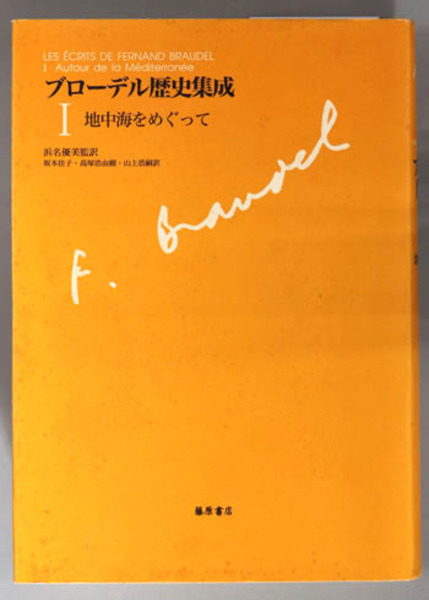 LES ÉCRITS DE FERNAND BRAUDEL
I Autour de la Méditerranée
ブローデル歴史集成
I 地中海をめぐって
浜名優美監訳
坂本佳子・高塚浩由樹・山上浩嗣訳
F. Braudel
藤原書店